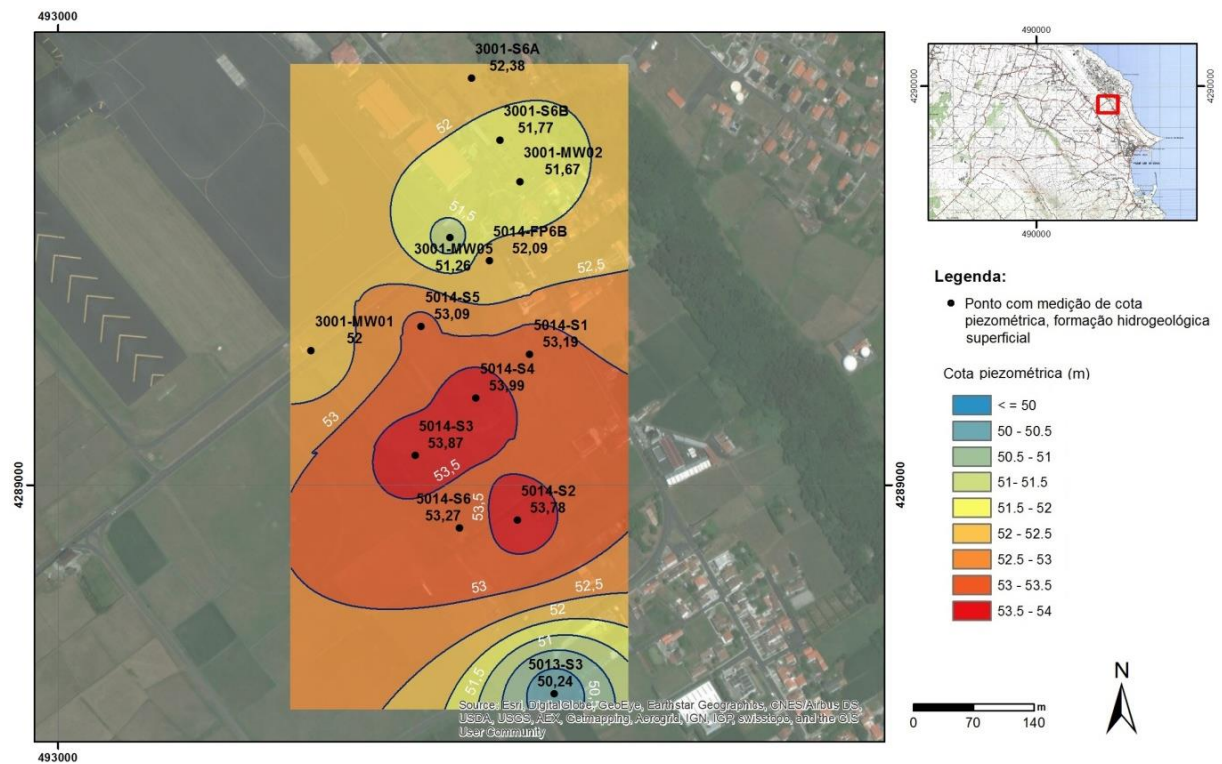 493000
3001-S6A
52,38
3001-S6B
51,77
52
3001-MW02
51,67
51,5
5014-FP6B
52,09
3001-MW05
51,26
52,5
5014-S5
53,09
3001-MW01
52
5014-S1
53,19
5014-S4
53,99
53
5014-S3
53,87
53,5
4289000
4289000
5014-S2
53,78
5014-S6
53,27
53,5
53
52,5
52
51
51,5
5013-S3
50,24
Source: Esri, DigitalGlobe, GeoEye, Earthstar Geographics, CNES/Airbus DS,
USDA, USGS, AEX, Getmapping, Aerogrid, IGN, IGP, swisstopo, and the GIS
User Community
493000
490000
4290000
4290000
490000
Legenda:
Ponto com medição de cota
piezométrica, formação hidrogeológica
superficial
Cota piezométrica (m)
< = 50
50 - 50.5
50.5 - 51
51- 51.5
51.5 - 52
52 - 52.5
52.5 - 53
53 - 53.5
53.5 - 54
N
m
0 70 140